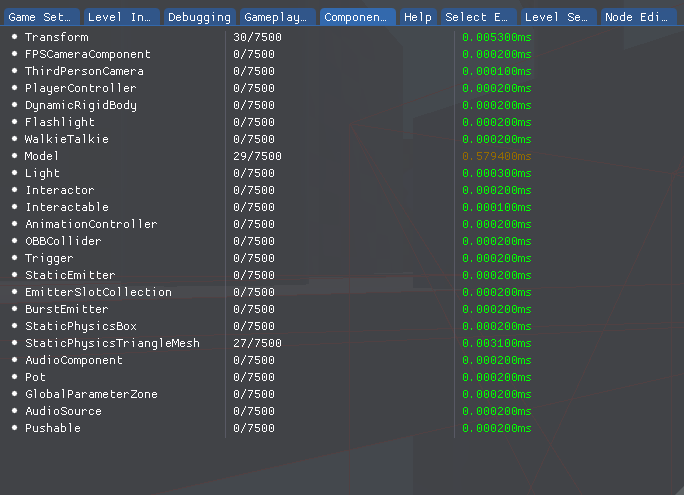 Game Set... Level In... Debugging Gameplay... Componen... Help Select E... Level Se... Node Edi...
Transform 30/7500 0.005300ms
FPSCameraComponent 0/7500 0.000200ms
ThirdPersonCamera 0/7500 0.000100ms
PlayerController 0/7500 0.000200ms
DynamicRigidBody 0/7500 0.000200ms
Flashlight 0/7500 0.000200ms
WalkieTalkie 0/7500 0.000200ms
Model 29/7500 0.579400ms
Light 0/7500 0.000300ms
Interactor 0/7500 0.000200ms
Interactable 0/7500 0.000100ms
AnimationController 0/7500 0.000200ms
OBBCollider 0/7500 0.000200ms
Trigger 0/7500 0.000200ms
StaticEmitter 0/7500 0.000200ms
EmitterSlotCollection 0/7500 0.000200ms
BurstEmitter 0/7500 0.000200ms
StaticPhysicsBox 0/7500 0.000200ms
StaticPhysicsTriangleMesh 27/7500 0.003100ms
AudioComponent 0/7500 0.000200ms
Pot 0/7500 0.000200ms
GlobalParameterZone 0/7500 0.000200ms
AudioSource 0/7500 0.000200ms
Pushable 0/7500 0.000200ms